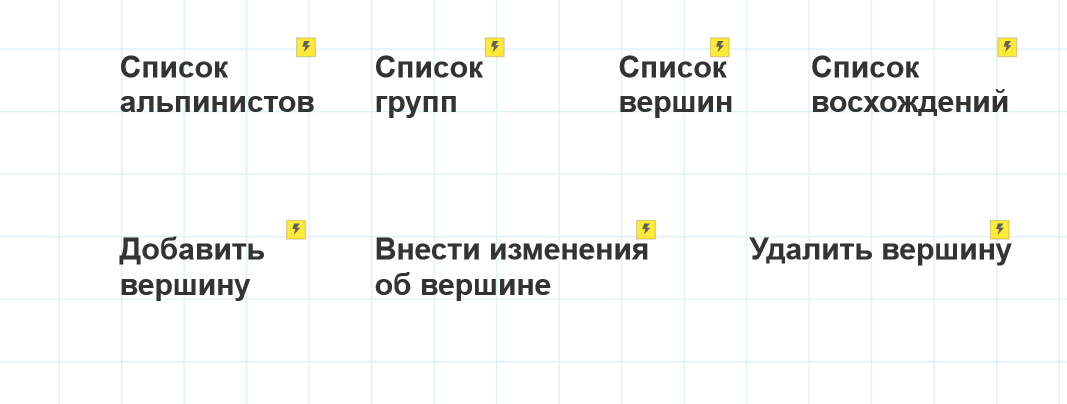 Список
альпинистов
Список
групп
Список
вершин
Список
восхождений
Добавить
вершину
Внести изменения
об вершине
Удалить вершину